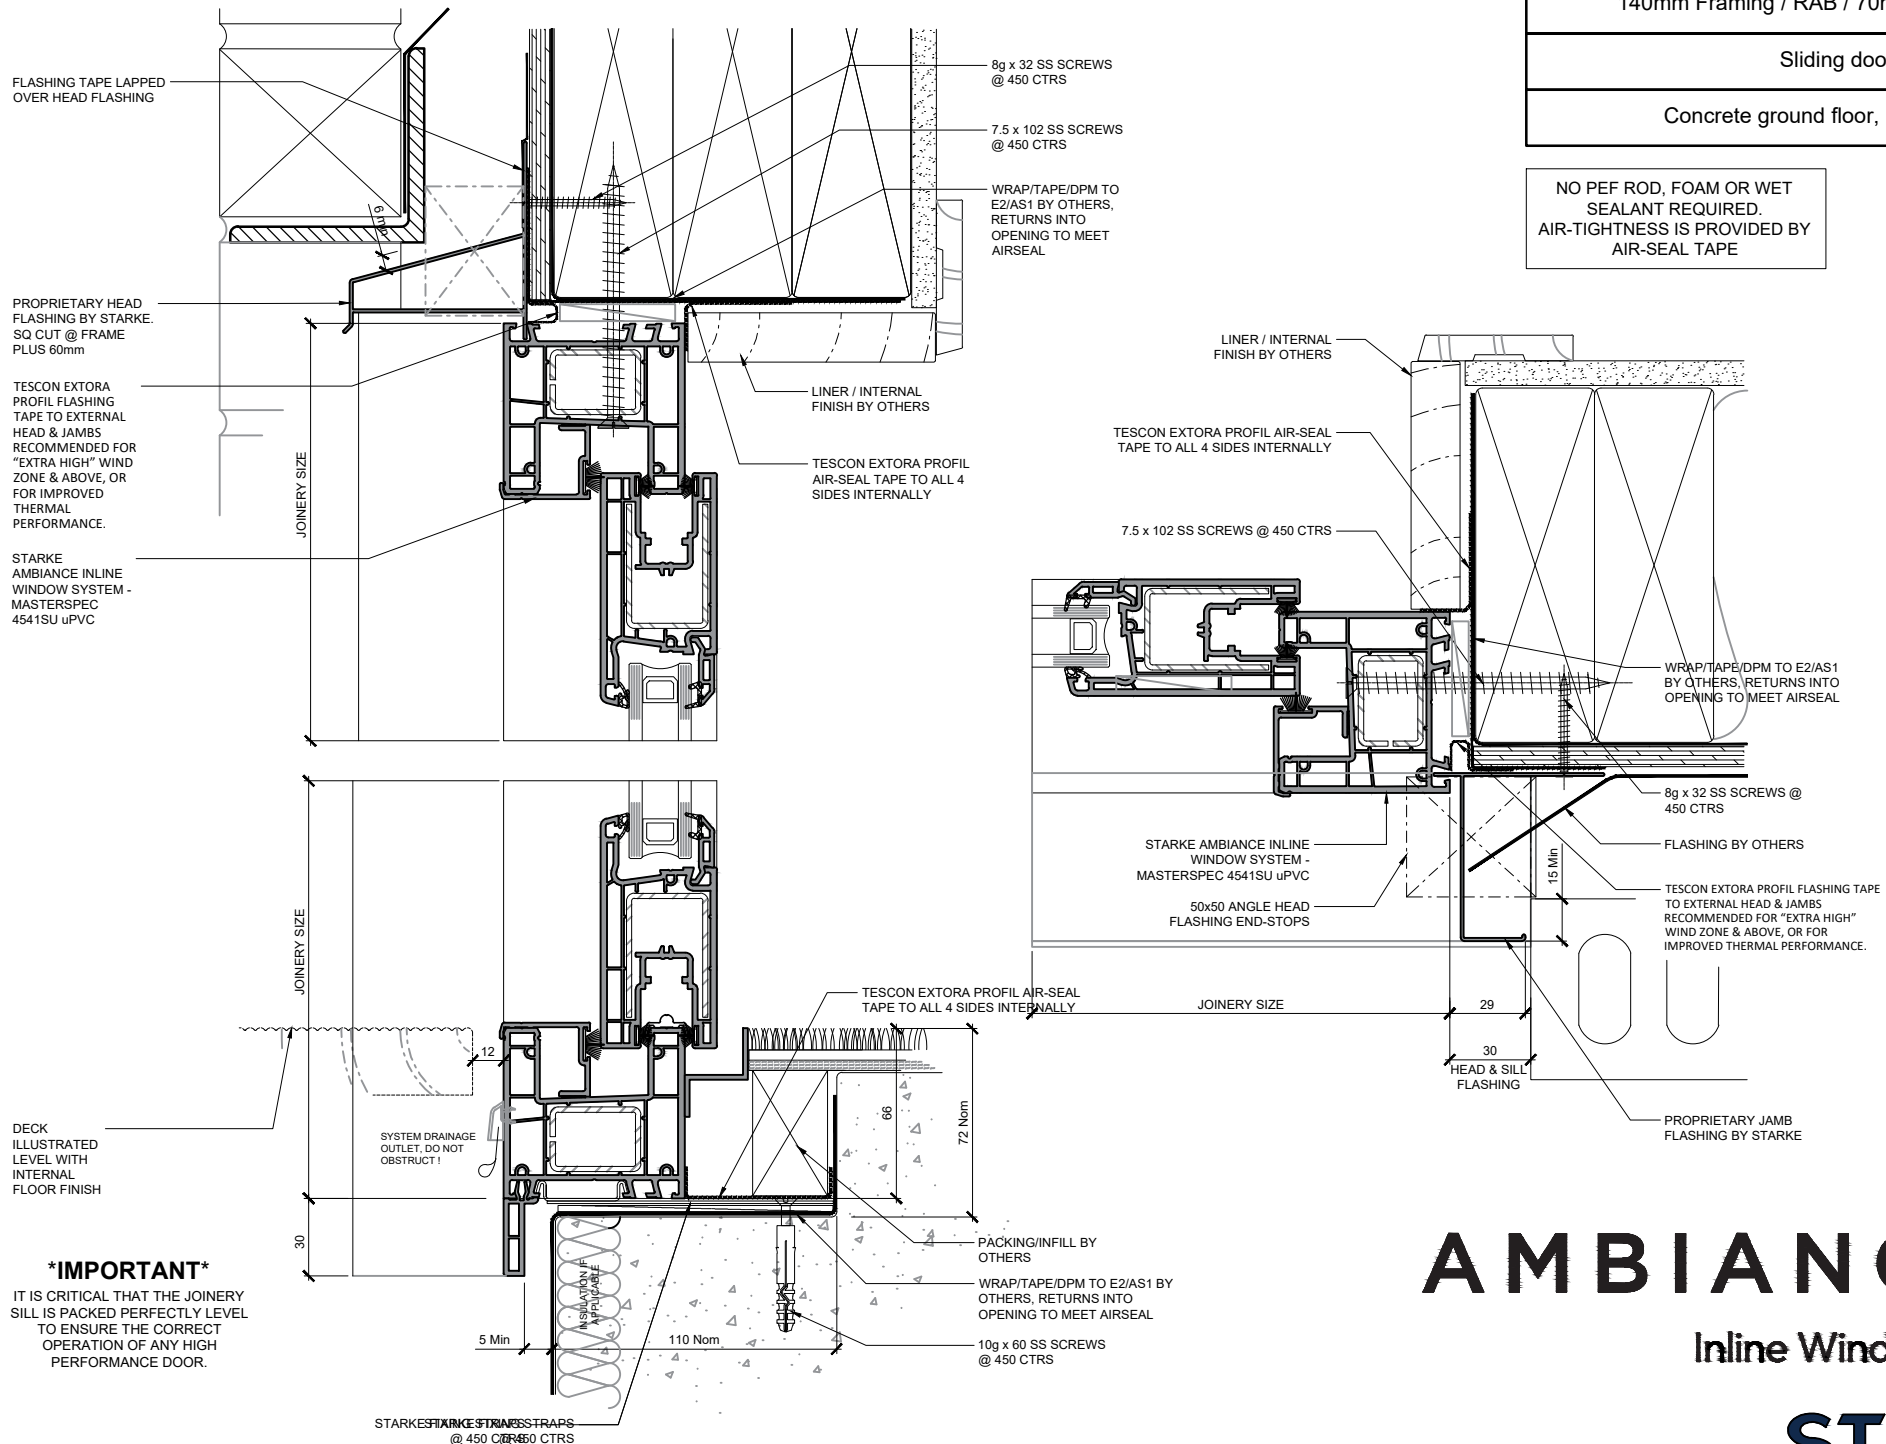 FLASHING TAPE LAPPED
OVER HEAD FLASHING
PROPRIETARY HEAD
FLASHING BY STARKE.
SQ CUT @ FRAME
PLUS 60mm
TESCON EXTORA
PROFIL FLASHING
TAPE TO EXTERNAL
HEAD & JAMBS
RECOMMENDED FOR
“EXTRA HIGH” WIND
ZONE & ABOVE, OR
FOR IMPROVED
THERMAL
PERFORMANCE.
STARKE
AMBIANCE INLINE
WINDOW SYSTEM -
MASTERSPEC
4541SU uPVC
6 min
JOINERY SIZE
8g x 32 SS SCREWS
@ 450 CTRS
7.5 x 102 SS SCREWS
@ 450 CTRS
WRAP/TAPE/DPM TO
E2/AS1 BY OTHERS,
RETURNS INTO
OPENING TO MEET
AIRSEAL
LINER / INTERNAL
FINISH BY OTHERS
TESCON EXTORA PROFIL
AIR-SEAL TAPE TO ALL 4
SIDES INTERNALLY
140mm Framing / RAB /
Concrete ground floor,
NO PEF ROD, FOAM OR WET
SEALANT REQUIRED.
AIR-TIGHTNESS IS PROVIDED BY
AIR-SEAL TAPE
LINER / INTERNAL
FINISH BY OTHERS
TESCON EXTORA PROFIL AIR-SEAL
TAPE TO ALL 4 SIDES INTERNALLY
7.5 x 102 SS SCREWS @ 450 CTRS
WRAP/TAPE/DPM TO E2/AS1
BY OTHERS, RETURNS INTO
OPENING TO MEET AIRSEAL
8g x 32 SS SCREWS @
450 CTRS
FLASHING BY OTHERS
STARKE AMBIANCE INLINE
WINDOW SYSTEM -
MASTERSPEC 4541SU uPVC
50x50 ANGLE HEAD
FLASHING END-STOPS
15 Min
TESCON EXTORA PROFIL FLASHING TAPE
TO EXTERNAL HEAD & JAMBS
RECOMMENDED FOR “EXTRA HIGH”
WIND ZONE & ABOVE, OR FOR
IMPROVED THERMAL PERFORMANCE.
JOINERY SIZE
29
30
HEAD & SILL
FLASHING
PROPRIETARY JAMB
FLASHING BY STARKE
JOINERY SIZE
TESCON EXTORA PROFIL AIR-SEAL
TAPE TO ALL 4 SIDES INTERNALLY
12
DECK
ILLUSTRATED
LEVEL WITH
INTERNAL
FLOOR FINISH
SYSTEM DRAINAGE
OUTLET, DO NOT
OBSTRUCT !
66
72 Nom
30
PACKING/INFILL BY
OTHERS
WRAP/TAPE/DPM TO E2/AS1 BY
OTHERS, RETURNS INTO
OPENING TO MEET AIRSEAL
10g x 60 SS SCREWS
@ 450 CTRS
INSULATION IF
APPLICABLE
5 Min
110 Nom
*IMPORTANT*
IT IS CRITICAL THAT THE JOINERY
SILL IS PACKED PERFECTLY LEVEL
TO ENSURE THE CORRECT
OPERATION OF ANY HIGH
PERFORMANCE DOOR.
STARKE FIXING STRAPS
@ 450 CTRS
Sliding
Inline